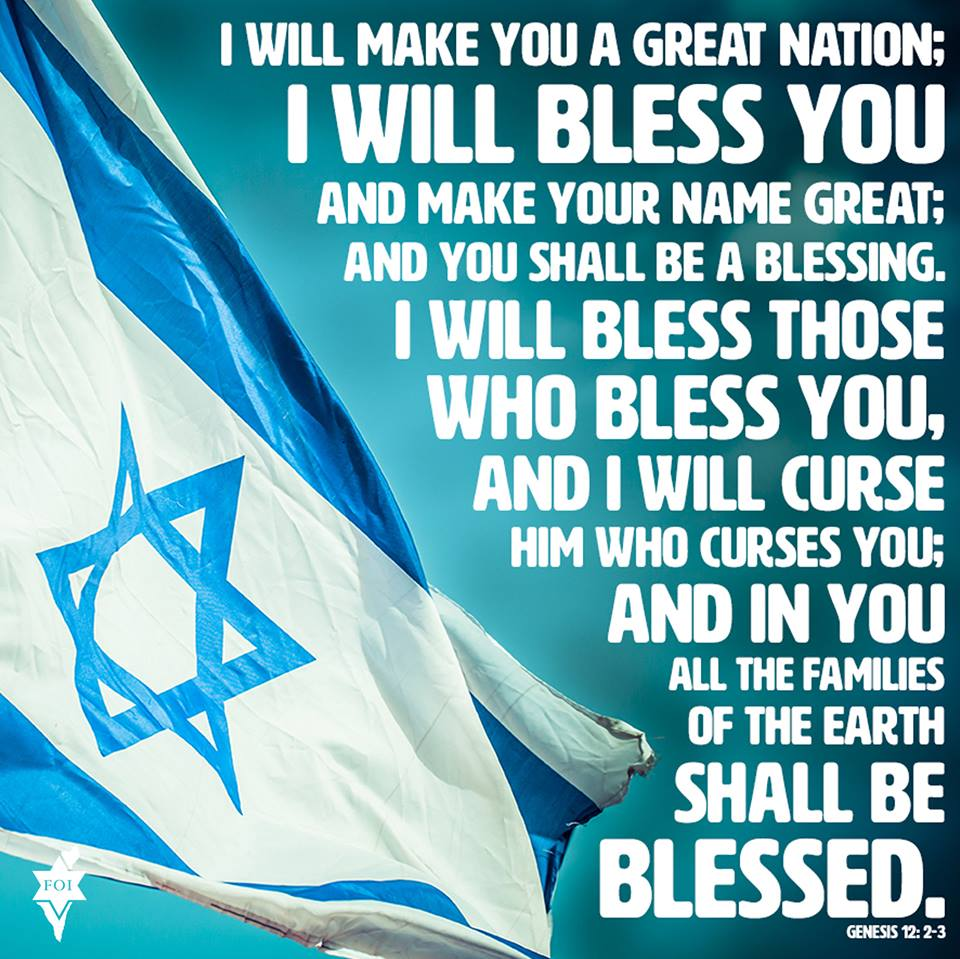 I WILL MAKE YOU A GREAT NATION;
I WILL BLESS YOU
AND MAKE YOUR NAME GREAT;
AND YOU SHALL BE A BLESSING.
I WILL BLESS THOSE
WHO BLESS YOU,
AND I WILL CURSE
HIM WHO CURSES YOU;
AND IN YOU
ALL THE FAMILIES
OF THE EARTH
SHALL BE
BLESSED.
GENESIS 12: 2-3
FOI